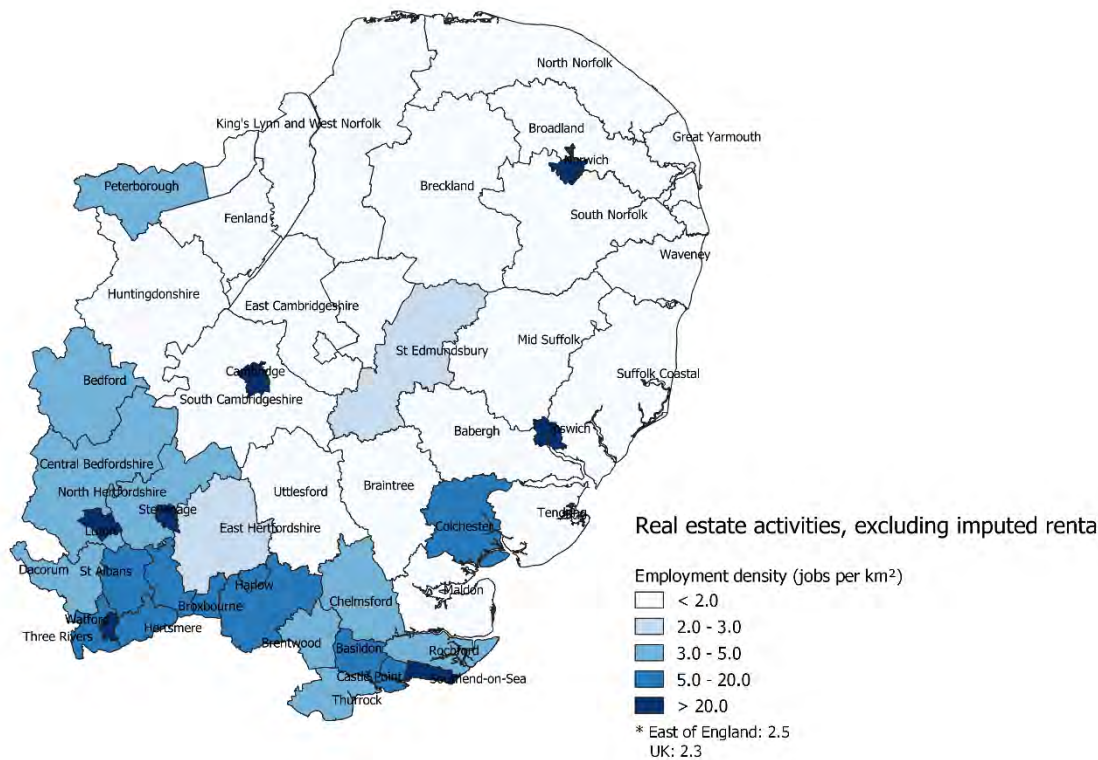 North Norfolk
King's Lynn and West Norfolk
Broadland
Great Yarmouth
Norwich
Peterborough
Breckland
Fenland
South Norfolk
Waveney
Huntingdonshire
East Cambridgeshire
St Edmundsbury
Mid Suffolk
Cambridge
Suffolk Coastal
Bedford
South Cambridgeshire
Babergh
Ipswich
Central Bedfordshire
North Hertfordshire
Uttlesford
Braintree
Stevenage
Tendring
Luton
East Hertfordshire
Colchester
Real estate activities, excluding imputed renta
Dacorum
St Albans
Harlow
Maldon
Employment density (jobs per km²)
Chelmsford
Broxbourne
< 2.0
Watford
Three Rivers
Hertsmere
2.0 - 3.0
Brentwood
Basildon
Rochford
3.0 - 5.0
Castle Point
Southend-on-Sea
5.0 - 20.0
Thurrock
> 20.0
* East of England: 2.5
UK: 2.3